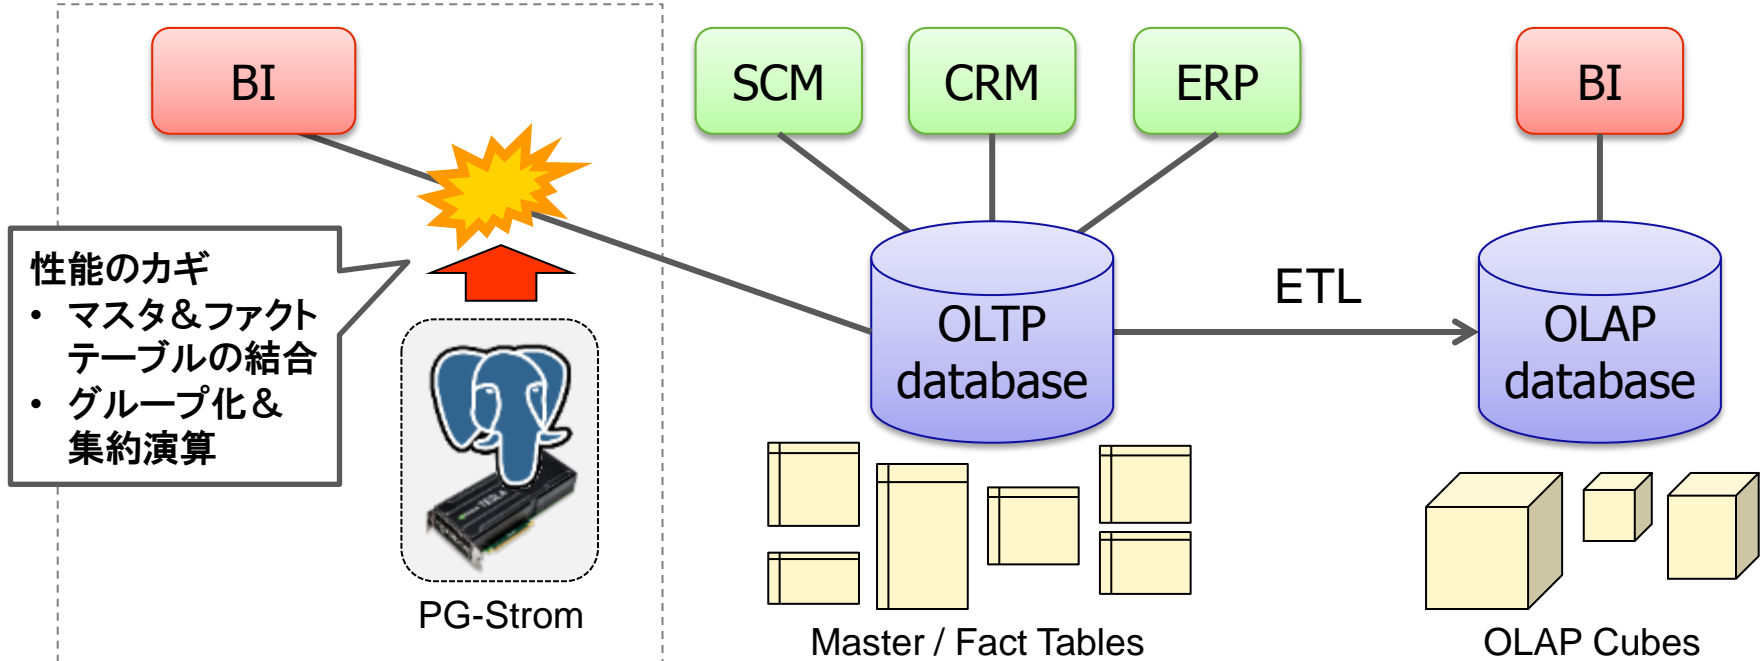 BI
SCM
CRM
ERP
BI
性能のカギ
• マスタ＆ファクト
テーブルの結合
• グループ化＆
集約演算
ETL
OLTP
database
OLAP
database
TESLA
PG-Strom
Master / Fact Tables
OLAP Cubes